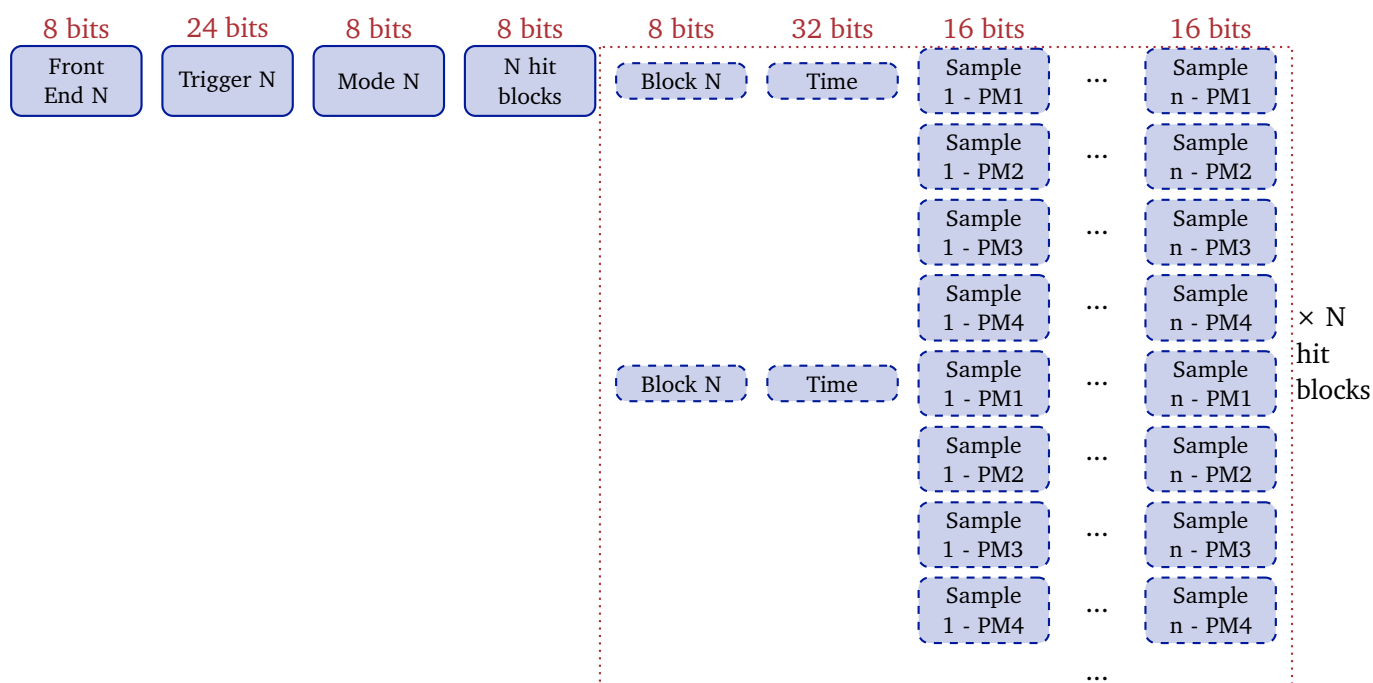 8 bits 24 bits 8 bits 8 bits 8 bits 32 bits 16 bits 16 bits
Front
End N
Trigger N
Mode N
N hit
blocks
Block N
Time
Sample
1 - PM1
...
Sample
n - PM1
Sample
1 - PM2
...
Sample
n - PM2
Sample
1 - PM3
...
Sample
n - PM3
Sample
1 - PM4
...
Sample
n - PM4
× N
hit
blocks
Block N
Time
Sample
1 - PM1
...
Sample
n - PM1
Sample
1 - PM2
...
Sample
n - PM2
Sample
1 - PM3
...
Sample
n - PM3
Sample
1 - PM4
...
Sample
n - PM4
...